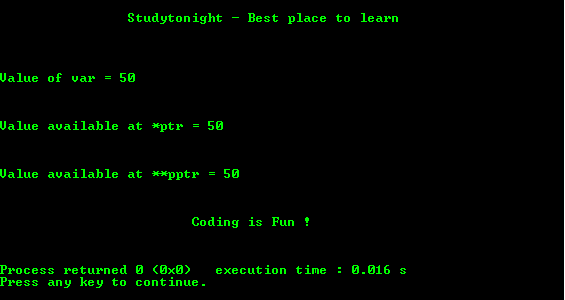 Studytonight - Best place to learn
Value of var = 50
Value available at *ptr = 50
Value available at **pptr = 50
Coding is Fun !
Process returned 0 (0x0)   execution time : 0.016 s
Press any key to continue.